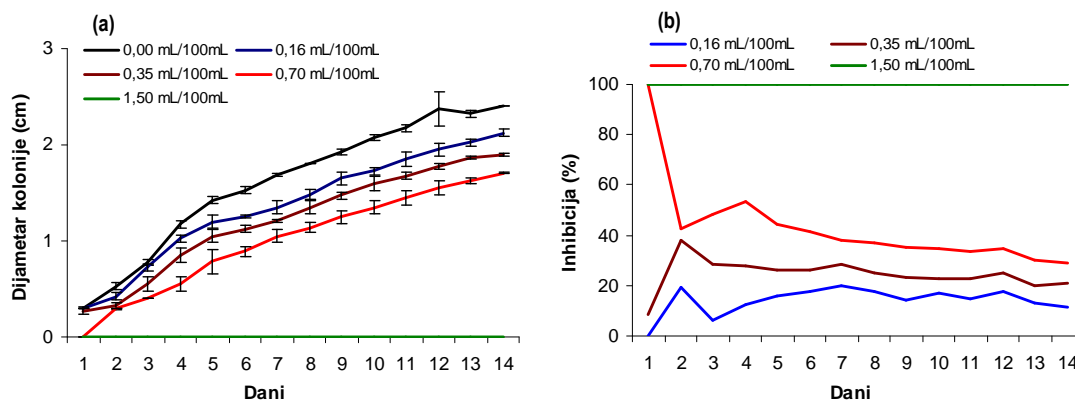 (a)
0,00 mL/100mL 0,16 mL/100mL
0,35 mL/100mL 0,70 mL/100mL
1,50 mL/100mL
Dijametar kolonije (cm)
3
2
1
0
1 2 3 4 5 6 7 8 9 10 11 12 13 14
Dani
(b)
0,16 mL/100mL 0,35 mL/100mL
0,70 mL/100mL 1,50 mL/100mL
Inhibicija (%)
100
80
60
40
20
0
1 2 3 4 5 6 7 8 9 10 11 12 13 14
Dani